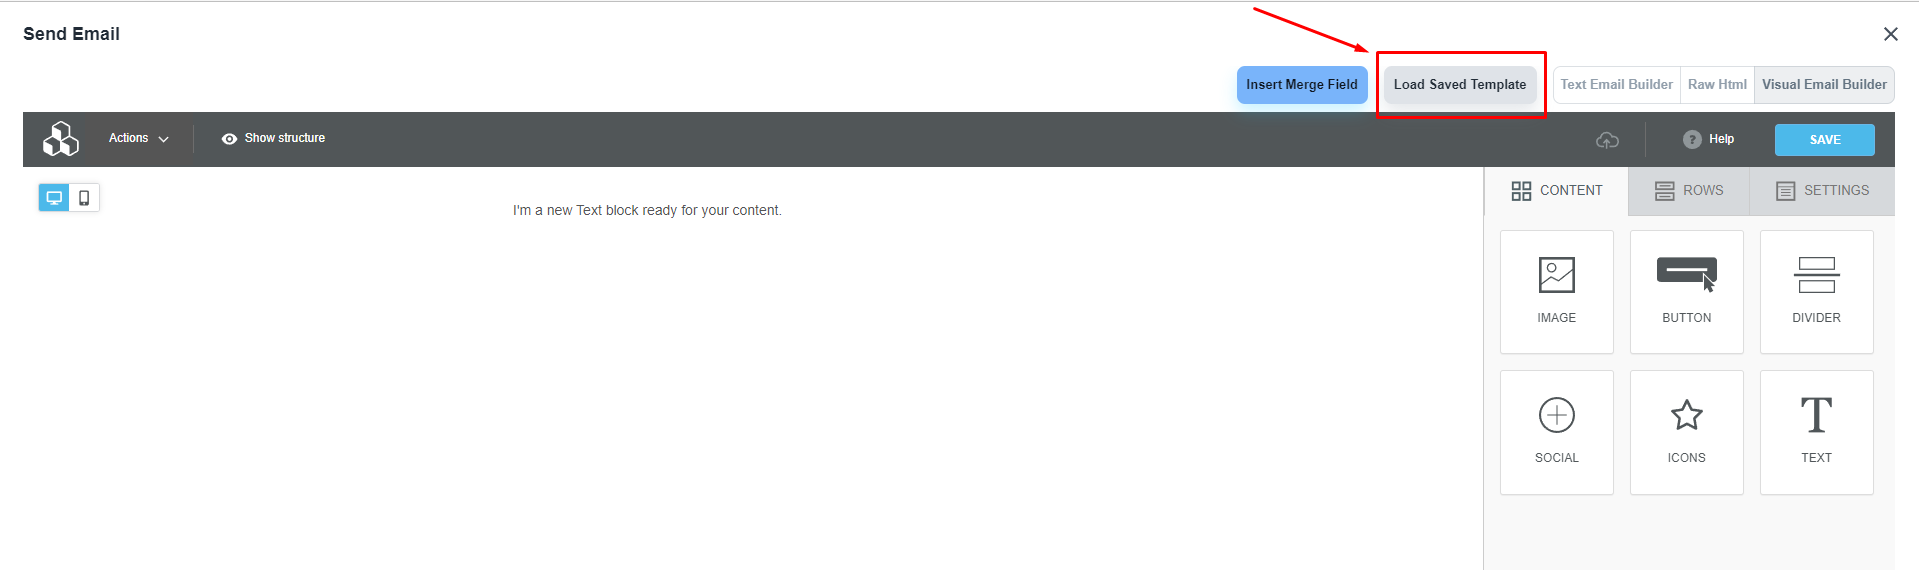 Send Email
Insert Merge Field
Load Saved Template
Text Email Builder
Raw Html
Visual Email Builder
Actions
Show structure
?
Help
SAVE
I'm a new Text block ready for your content.
CONTENT
ROWS
SETTINGS
IMAGE
BUTTON
DIVIDER
SOCIAL
ICONS
T
TEXT